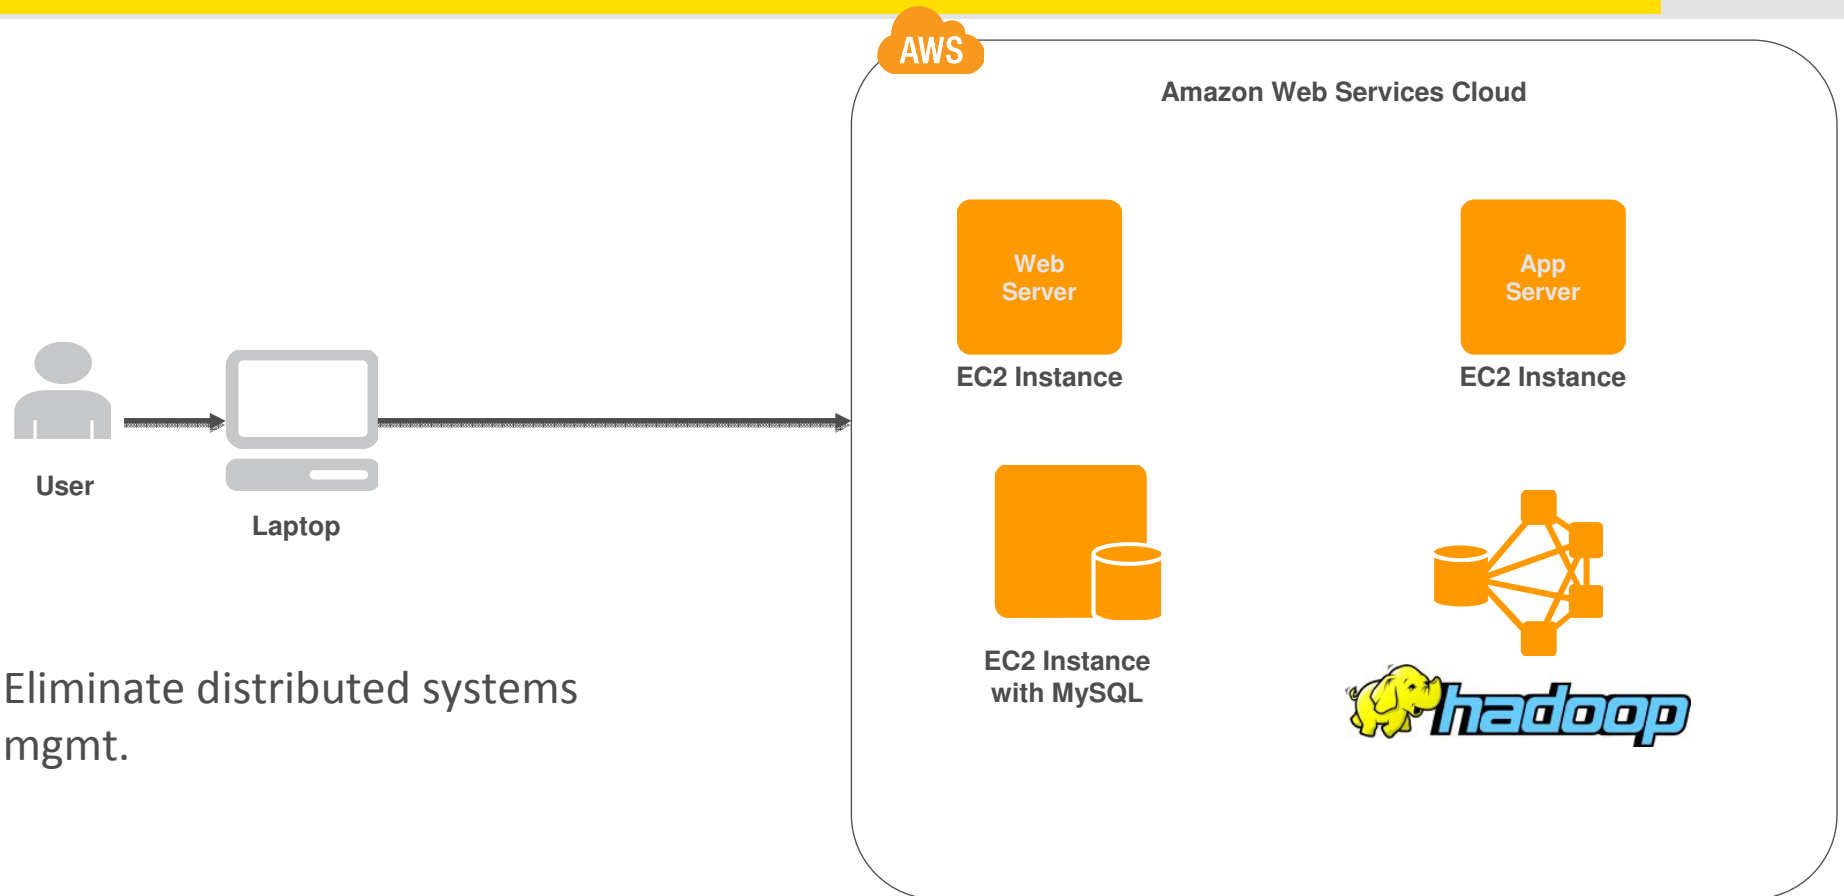 AWS
Amazon Web Services Cloud
Web
Server
EC2 Instance
App
Server
EC2 Instance
User
Laptop
EC2 Instance
with MySQL
hadoop
Eliminate distributed systems
mgmt.